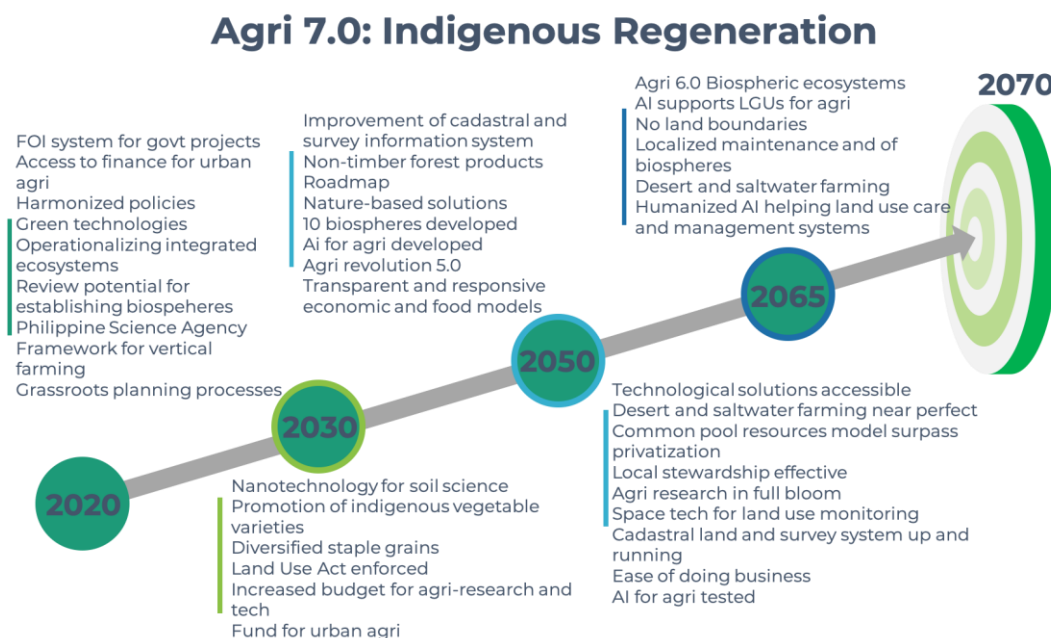 Agri 7.0: Indigenous Regeneration
2070
FOI system for govt projects
Access to finance for urban
agri
Harmonized policies
Green technologies
Operationalizing integrated
ecosystems
Review potential for
establishing biospeheres
Philippine Science Agency
Framework for vertical
farming
Grassroots planning processes
2020
2030
Nanotechnology for soil science
Promotion of indigenous vegetable
varieties
Diversified staple grains
Land Use Act enforced
Increased budget for agri-research and
tech
Fund for urban agri
Improvement of cadastral and
survey information system
Non-timber forest products
Roadmap
Nature-based solutions
10 biospheres developed
Ai for agri developed
Agri revolution 5.0
Transparent and responsive
economic and food models
2050
Technological solutions accessible
Desert and saltwater farming near perfect
Common pool resources model surpass
privatization
Local stewardship effective
Agri research in full bloom
Space tech for land use monitoring
Cadastral land and survey system up and
running
Ease of doing business
AI for agri tested
Agri 6.0 Biospheric ecosystems
AI supports LGUs for agri
No land boundaries
Localized maintenance and of
biospheres
Desert and saltwater farming
Humanized AI helping land use care
and management systems
2065